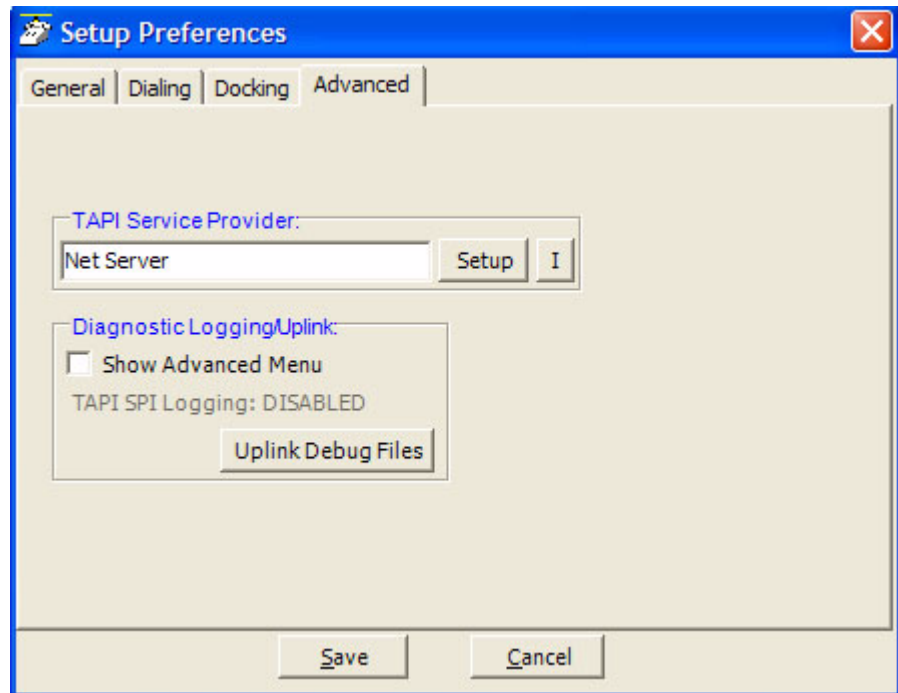 Setup Preferences
General Dialing Docking Advanced
TAPI Service Provider:
Net Server Setup I
Diagnostic Logging/Uplink:
Show Advanced Menu
TAPI SPI Logging: DISABLED
Uplink Debug Files
Save Cancel